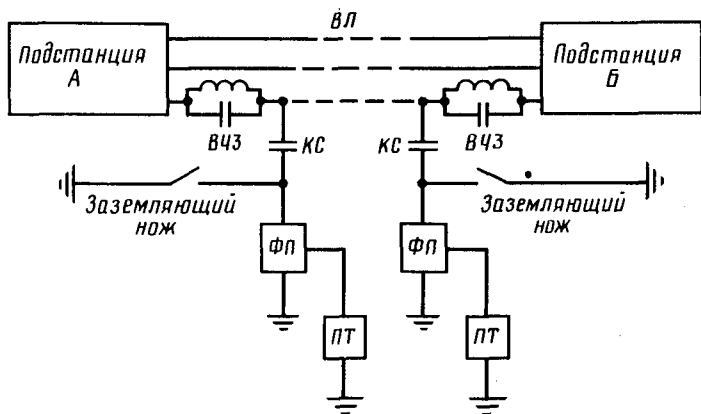 ВЛ
Подстанция
А
Подстанция
Б
ВЧЗ
КС
КС
ВЧЗ
Заземляющий
нож
Заземляющий
нож
ФП
ФП
ПТ
ПТ